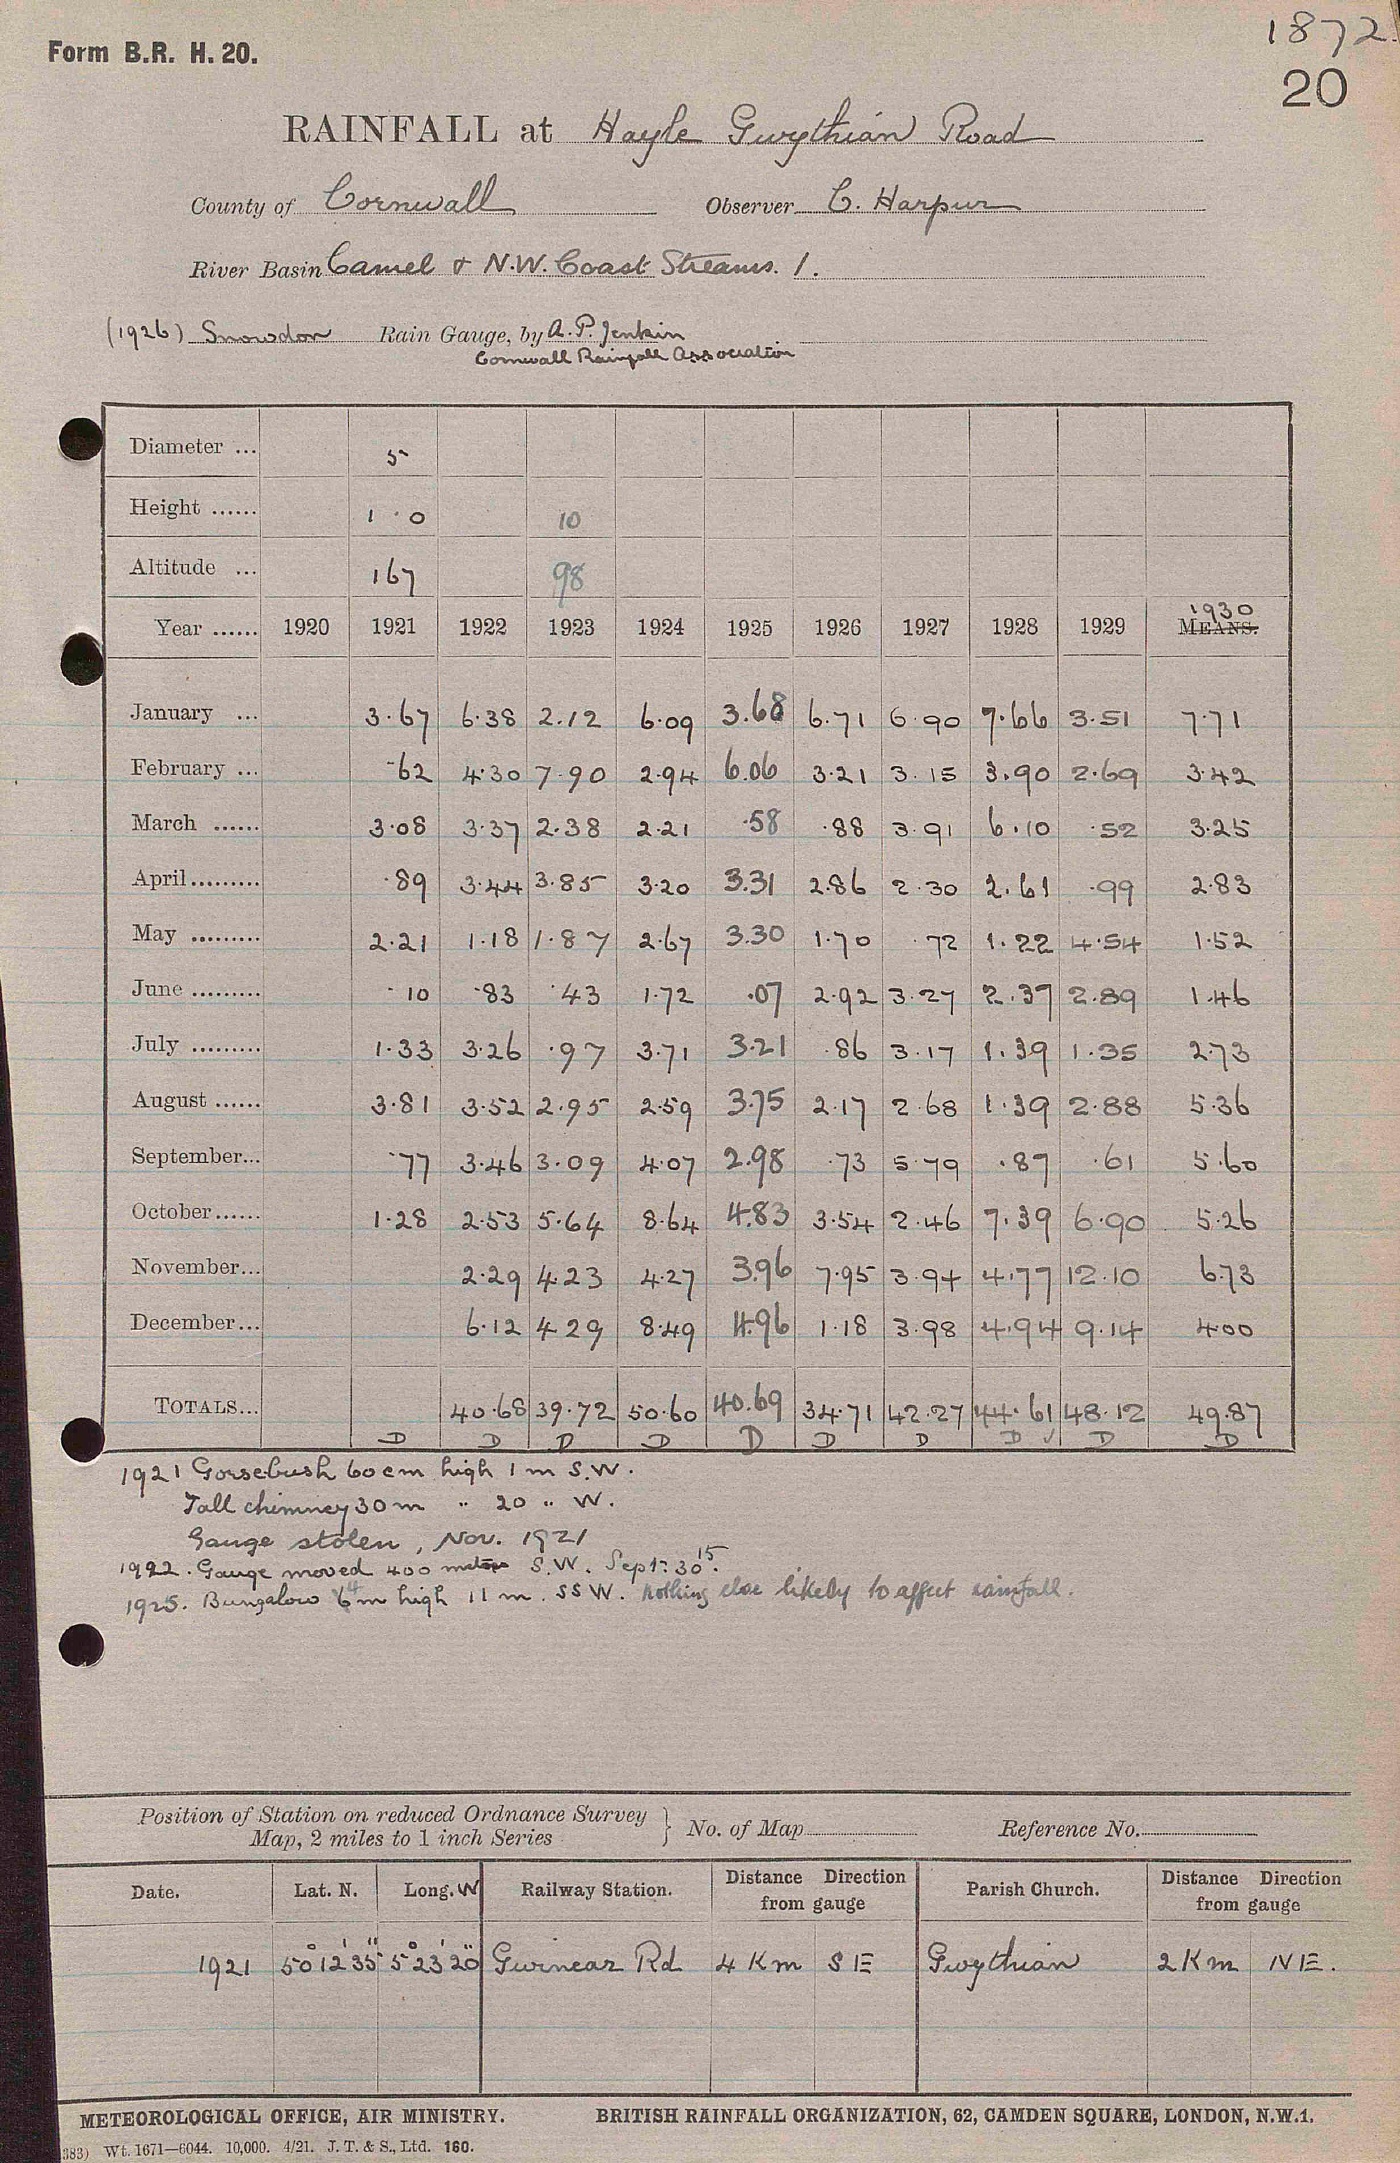 1872.
Form B.R. H. 20.
20
RAINFALL at Hayle Gwythian Road
County of Cornwall Observer C. Harpur
River Basin Camel & N.W. Coast Streams. 1.
(1926) Snowdon Rain Gauge, by A. P. Jenkin
Cornwall Rainfall Association
Diameter ... 5
Height ...... 1 · 0 10
Altitude ... 167 98
1930
Year ...... 1920 1921 1922 1923 1924 1925 1926 1927 1928 1929 MEANS.
January ... 3·67 6·38 2.12 6·09 3.68 6·71 6·90 7·66 3·51 7·71
February ... ·62 4·30 7·90 2·94 6.06 3·21 3·15 3.90 2·69 3·42
March ...... 3·08 3·37 2·38 2·21 ·58 ·88 3·91 6·10 ·52 3·25
April......... ·89 3·44 3·85 3·20 3.31 2·86 2·30 2·61 ·99 2·83
May ......... 2·21 1·18 1·87 2·67 3.30 1·70 ·72 1·22 4·54 1·52
June ......... ·10 ·83 ·43 1·72 .07 2·92 3·27 2·37 2·89 1·46
July ......... 1·33 3·26 ·97 3·71 3.21 ·86 3·17 1·39 1·35 2·73
August ...... 3·81 3·52 2·95 2·59 3.75 2·17 2·68 1·39 2·88 5·36
September... ·77 3·46 3·09 4·07 2.98 ·73 5·79 ·87 ·61 5·60
October...... 1·28 2·53 5·64 8·64 4.83 3·54 2·46 7·39 6·90 5·26
November... 2·29 4·23 4·27 3.96 7·95 3·94 4·77 12·10 6·73
December... 6·12 4·29 8·49 4.96 1·18 3·98 4·94 9·14 4·00
TOTALS... 40·68 39·72 50·60 40.69 34·71 42·27 44·61 48·12 49·87
D D D D D D D D ✓ D D
1921 Gorsebush 60cm high 1 m S.W.
Tall chimney 30m " 20 " W.
Gauge stolen, Nov. 1921
1922. Gauge moved 400 metres S.W. Sept: 30 15.
1925. Bungalow 4 m high 11 m. SSW. Nothing else likely to affect rainfall.
Position of Station on reduced Ordnance Survey
Map, 2 miles to 1 inch Series } No. of Map Reference No.
Date. Lat. N. Long. W Railway Station. Distance Direction from gauge Parish Church. Distance Direction from gauge
1921 50° 12' 35" 5° 23' 20" Gwinear Rd 4 Km SE Gwythian 2 Km NE.
METEOROLOGICAL OFFICE, AIR MINISTRY. BRITISH RAINFALL ORGANIZATION, 62, CAMDEN SQUARE, LONDON, N.W.1.
383) Wt. 1671—6044. 10,000. 4/21. J. T. & S., Ltd. 160.